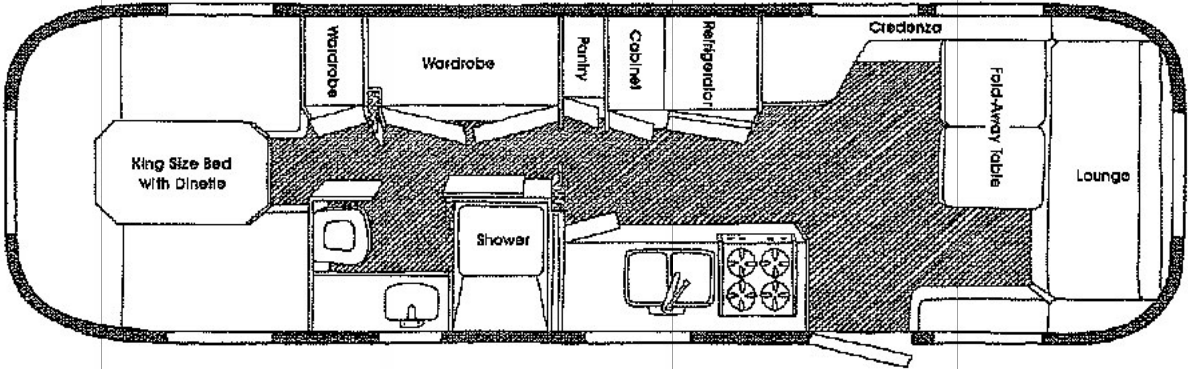 Wardrobe
Wardrobe
Pantry
Cabinet
Refrigerator
Credenza
King Size Bed
With Dinette
Shower
Fold-Away Table
Lounge